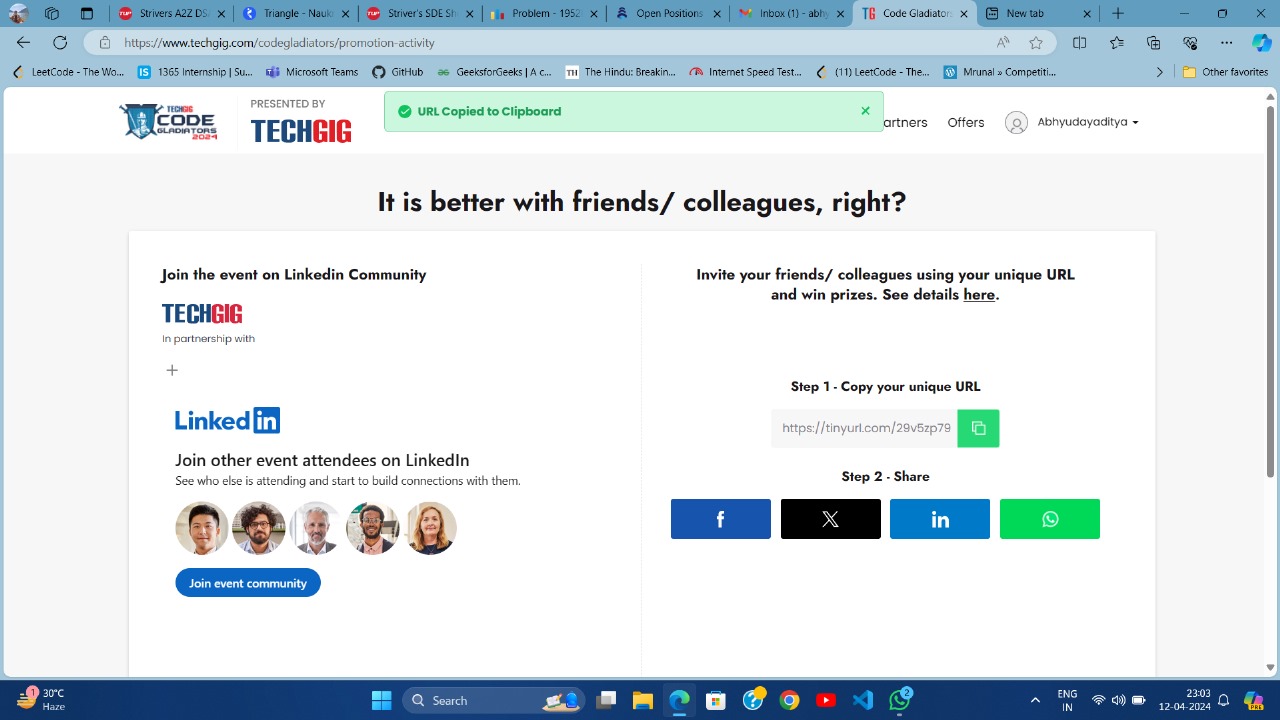 Strivers A2Z DS
Triangle - Nauki
Striver's SDE Sh
Problem - 1952
Open Positions
Inbox (1) - abhy
Code Gladiators
New tab
https://www.techgig.com/codegladiators/promotion-activity
LeetCode - The Wo...
1365 Internship | Su...
Microsoft Teams
GitHub
GeeksforGeeks | A c...
The Hindu: Breakin...
Internet Speed Test...
(11) LeetCode - The...
Mrunal » Competiti...
Other favorites
TECHGIG
CODE
GLADIATORS
2024
PRESENTED BY
TECHGIG
URL Copied to Clipboard
artners
Offers
Abhyudayaditya
It is better with friends/ colleagues, right?
Join the event on Linkedin Community
TECHGIG
In partnership with
+
Linkedin
Join other event attendees on LinkedIn
See who else is attending and start to build connections with them.
Join event community
Invite your friends/ colleagues using your unique URL
and win prizes. See details here.
Step 1 - Copy your unique URL
https://tinyurl.com/29v5zp79
Step 2 - Share
30°C
Haze
Search
ENG
IN
23:03
12-04-2024